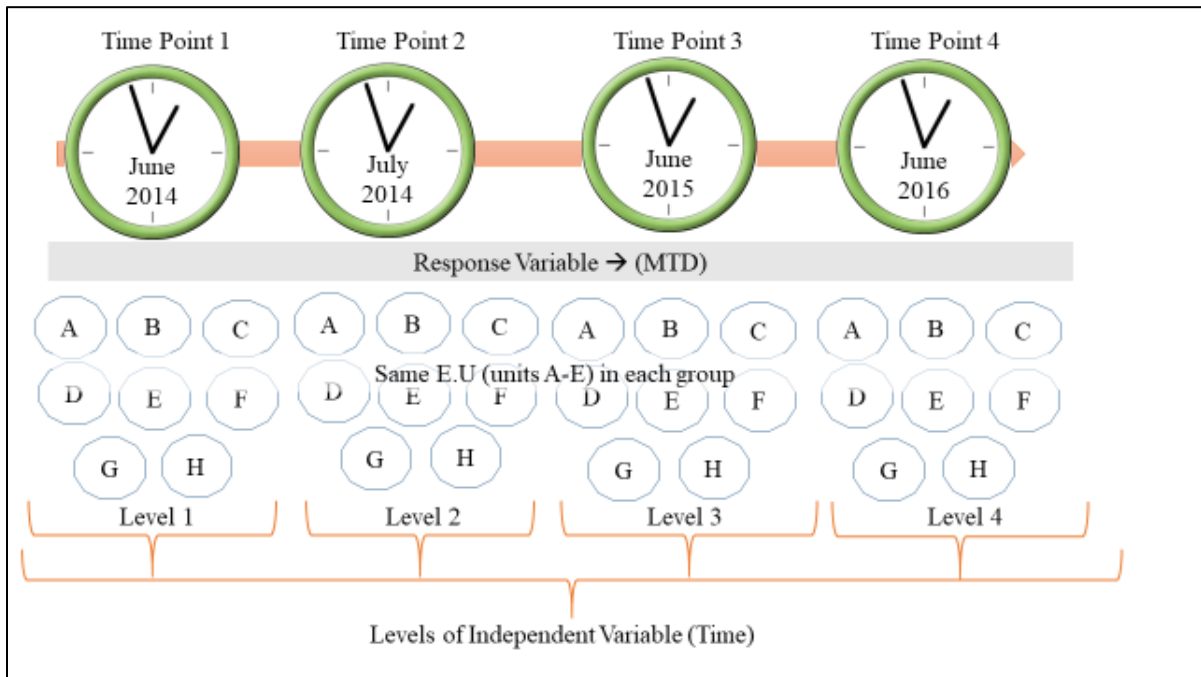 Time Point 1 Time Point 2 Time Point 3 Time Point 4
June July June June
2014 2014 2015 2016
Response Variable → (MTD)
A B C A B C A B C A B C
Same E.U (units A-E) in each group
D E F D E F D E F D E F
G H G H G H G H
Level 1 Level 2 Level 3 Level 4
Levels of Independent Variable (Time)